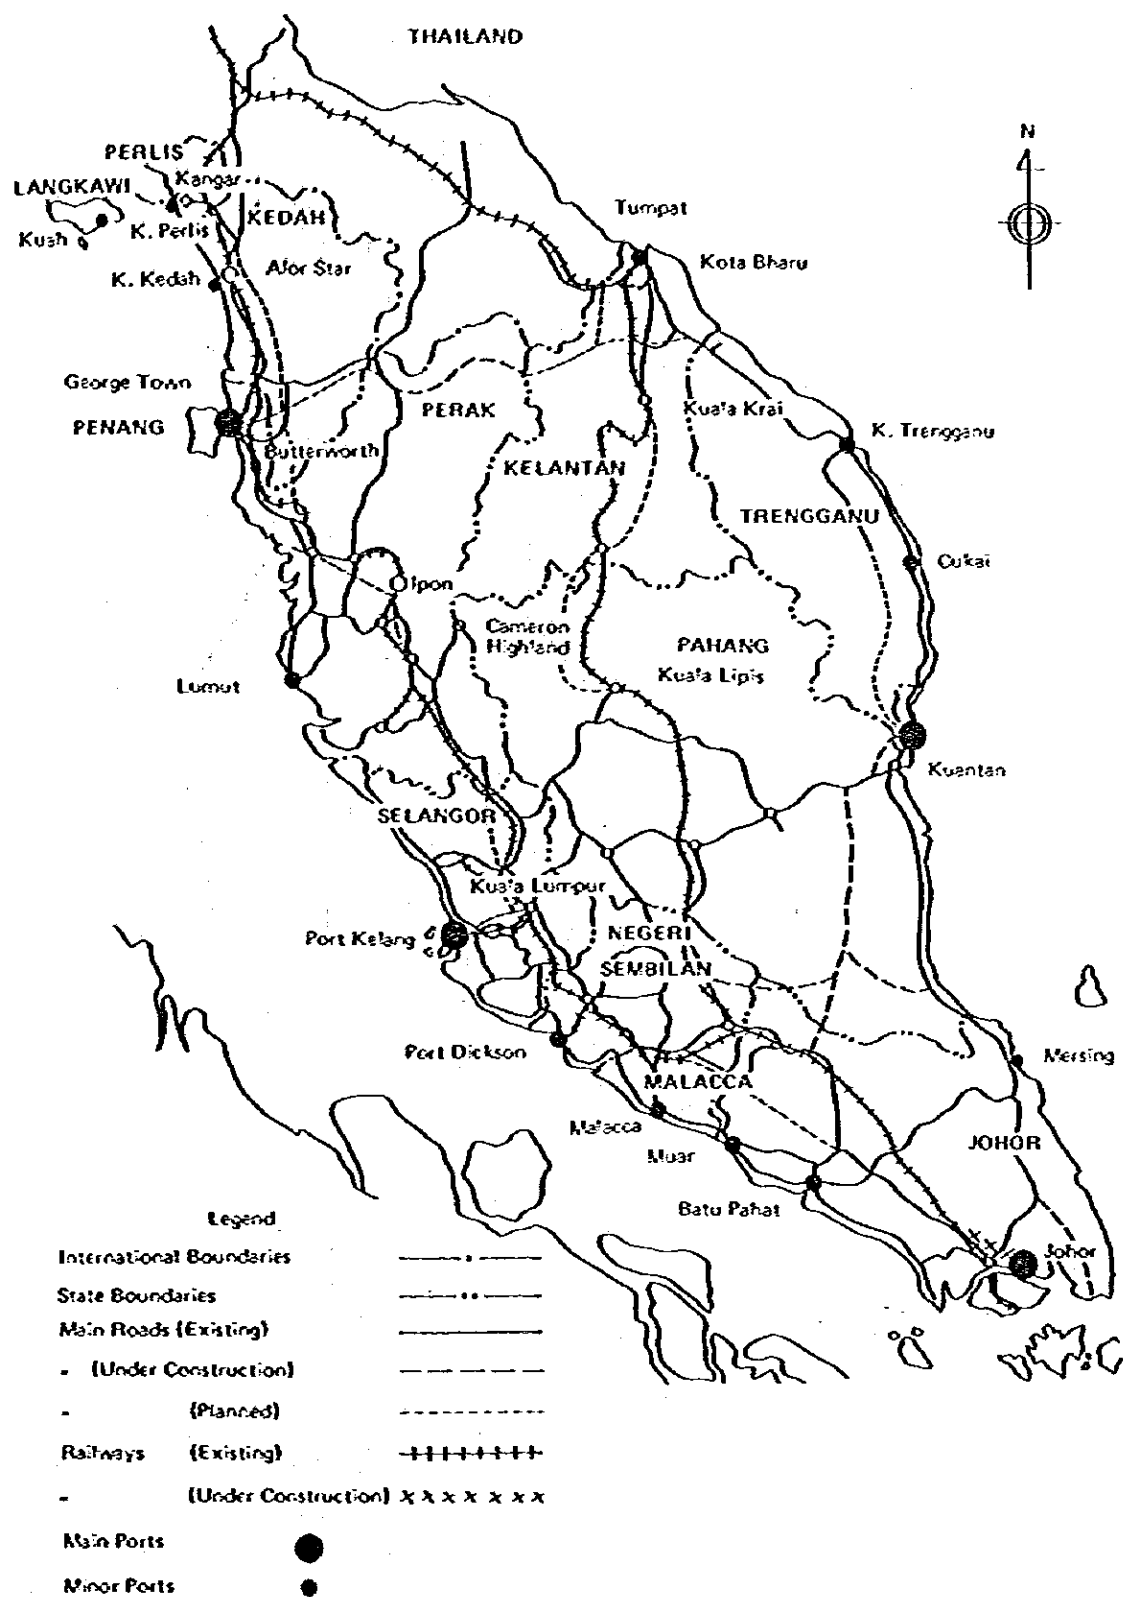 THAILAND
N
PERLIS
Kangar
LANGKAWI
KEDAH
Kuah
K. Perlis
Tumpat
K. Kedah
Alor Star
Kota Bharu
George Town
PENANG
PERAK
Kuala Krai
K. Trengganu
Butterworth
KELANTAN
TRENGGANU
Cukai
Ipon
Cameron
Highland
PAHANG
Kuala Lipis
Lumut
Kuantan
SELANGOR
Kuala Lumpur
Port Kelang
NEGERI
SEMBILAN
Port Dickson
Mersing
MALACCA
Malacca
Muar
JOHOR
Batu Pahat
Johor
Legend
International Boundaries
State Boundaries
Main Roads (Existing)
- (Under Construction)
- (Planned)
Railways (Existing)
- (Under Construction)
Main Ports
Minor Ports